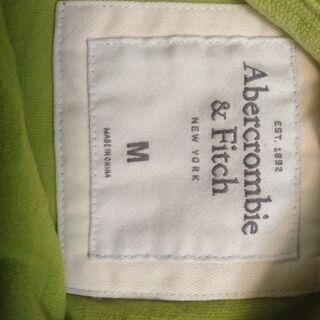 EST. 1892
Abercrombie
& Fitch
NEW YORK
M
MADE IN CHINA